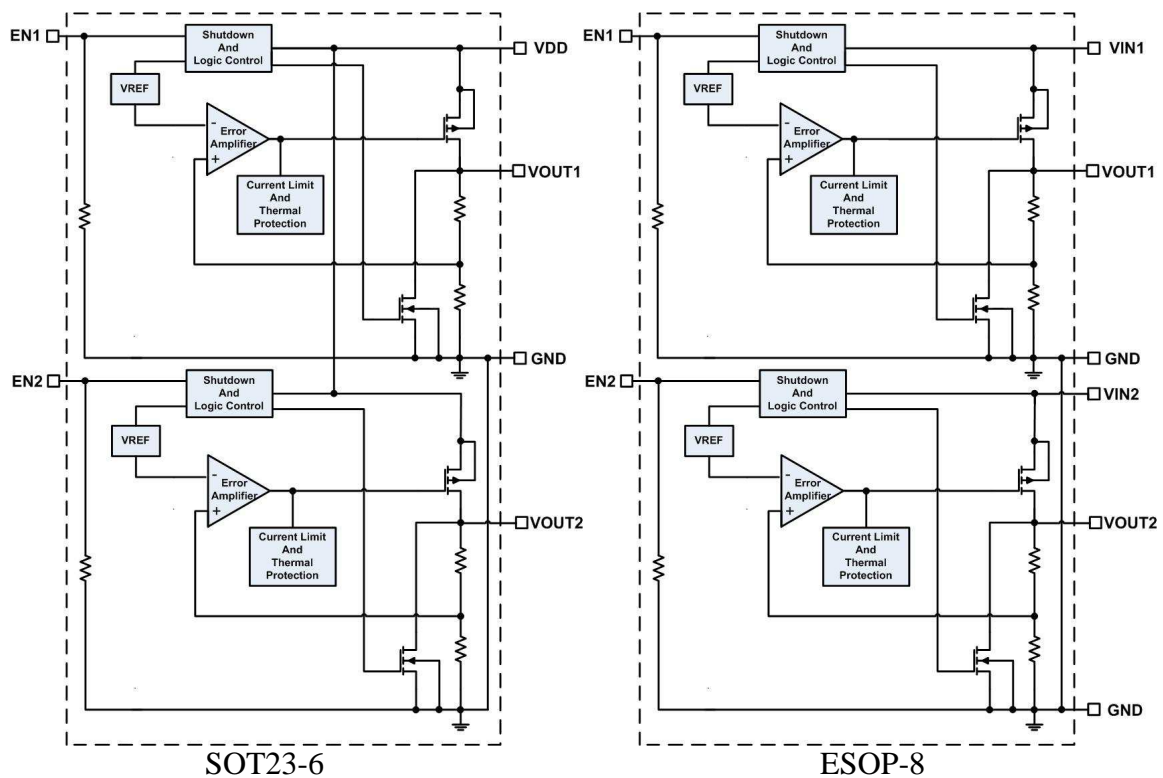 EN1
Shutdown
And
Logic Control
VDD
VREF
-
Error
Amplifier
+
VOUT1
Current Limit
And
Thermal
Protection
GND
EN2
Shutdown
And
Logic Control
VREF
-
Error
Amplifier
+
VOUT2
Current Limit
And
Thermal
Protection
SOT23-6
EN1
Shutdown
And
Logic Control
VIN1
VREF
-
Error
Amplifier
+
VOUT1
Current Limit
And
Thermal
Protection
GND
EN2
Shutdown
And
Logic Control
VIN2
VREF
-
Error
Amplifier
+
VOUT2
Current Limit
And
Thermal
Protection
GND
ESOP-8